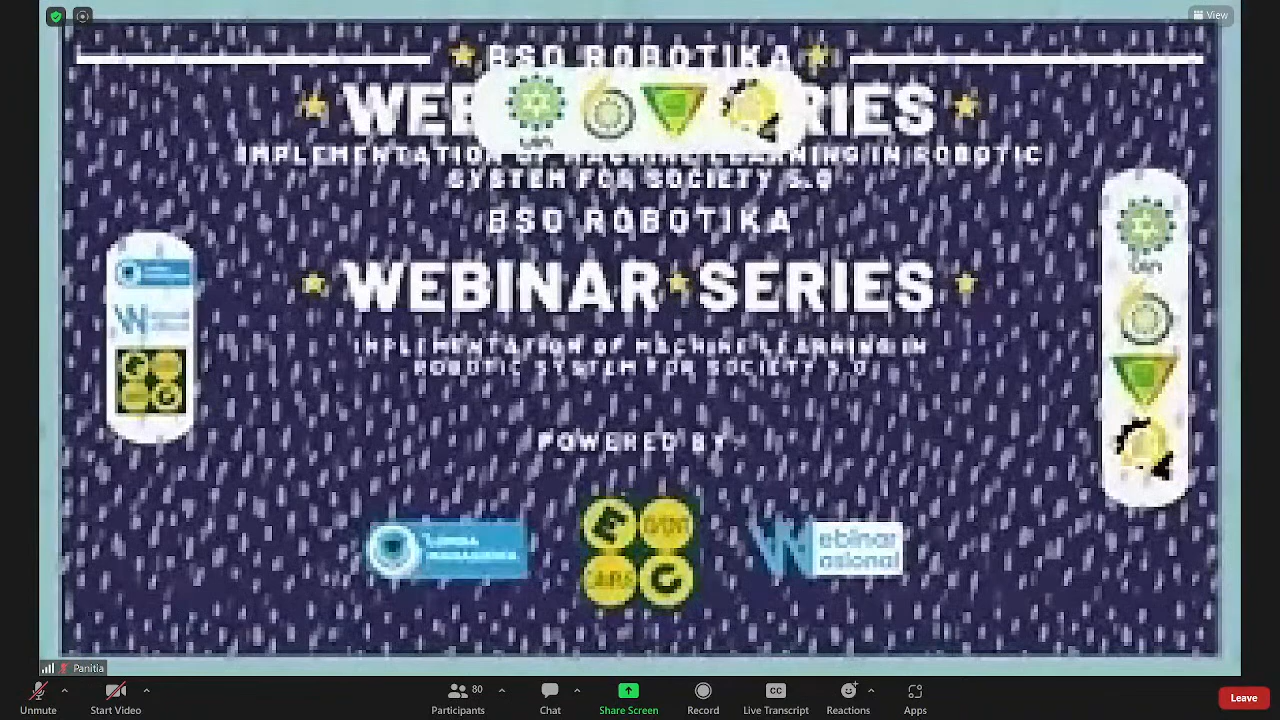 View
BSO ROBOTIKA
IMPLEMENTATION OF MACHINE LEARNING IN ROBOTIC
SYSTEM FOR SOCIETY 5.0
BSO ROBOTIKA
WEBINAR SERIES
IMPLEMENTATION OF MACHINE LEARNING IN
ROBOTIC SYSTEM FOR SOCIETY 5.0
POWERED BY:
ebinar
asional
Panitia
Unmute
Start Video
80
Participants
Chat
Share Screen
Record
CC
Live Transcript
Reactions
Apps
Leave